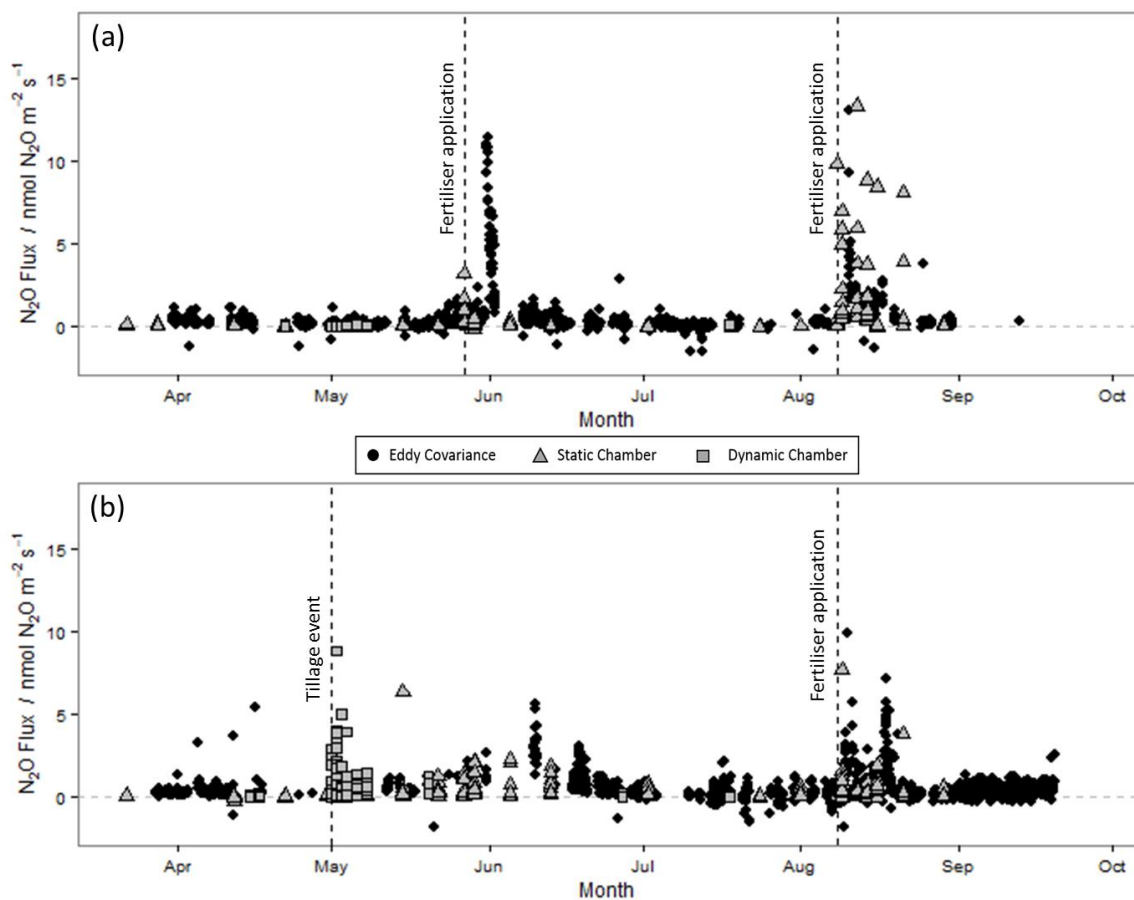 (a)
N₂O Flux / nmol N₂O m⁻² s⁻¹
15
10
5
0
Fertiliser application
Fertiliser application
Apr May Jun Jul Aug Sep Oct
Month
Eddy Covariance Static Chamber Dynamic Chamber
(b)
N₂O Flux / nmol N₂O m⁻² s⁻¹
15
10
5
0
Tillage event
Fertiliser application
Apr May Jun Jul Aug Sep Oct
Month